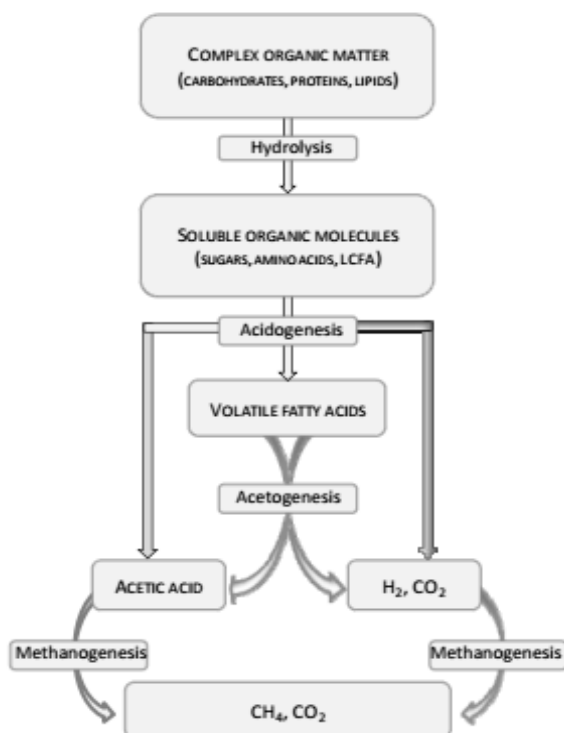 COMPLEX ORGANIC MATTER
(CARBOHYDRATES, PROTEINS, LIPIDS)
Hydrolysis
SOLUBLE ORGANIC MOLECULES
(SUGARS, AMINO ACIDS, LCFA)
Acidogenesis
VOLATILE FATTY ACIDS
Acetogenesis
ACETIC ACID
H₂, CO₂
Methanogenesis
Methanogenesis
CH₄, CO₂